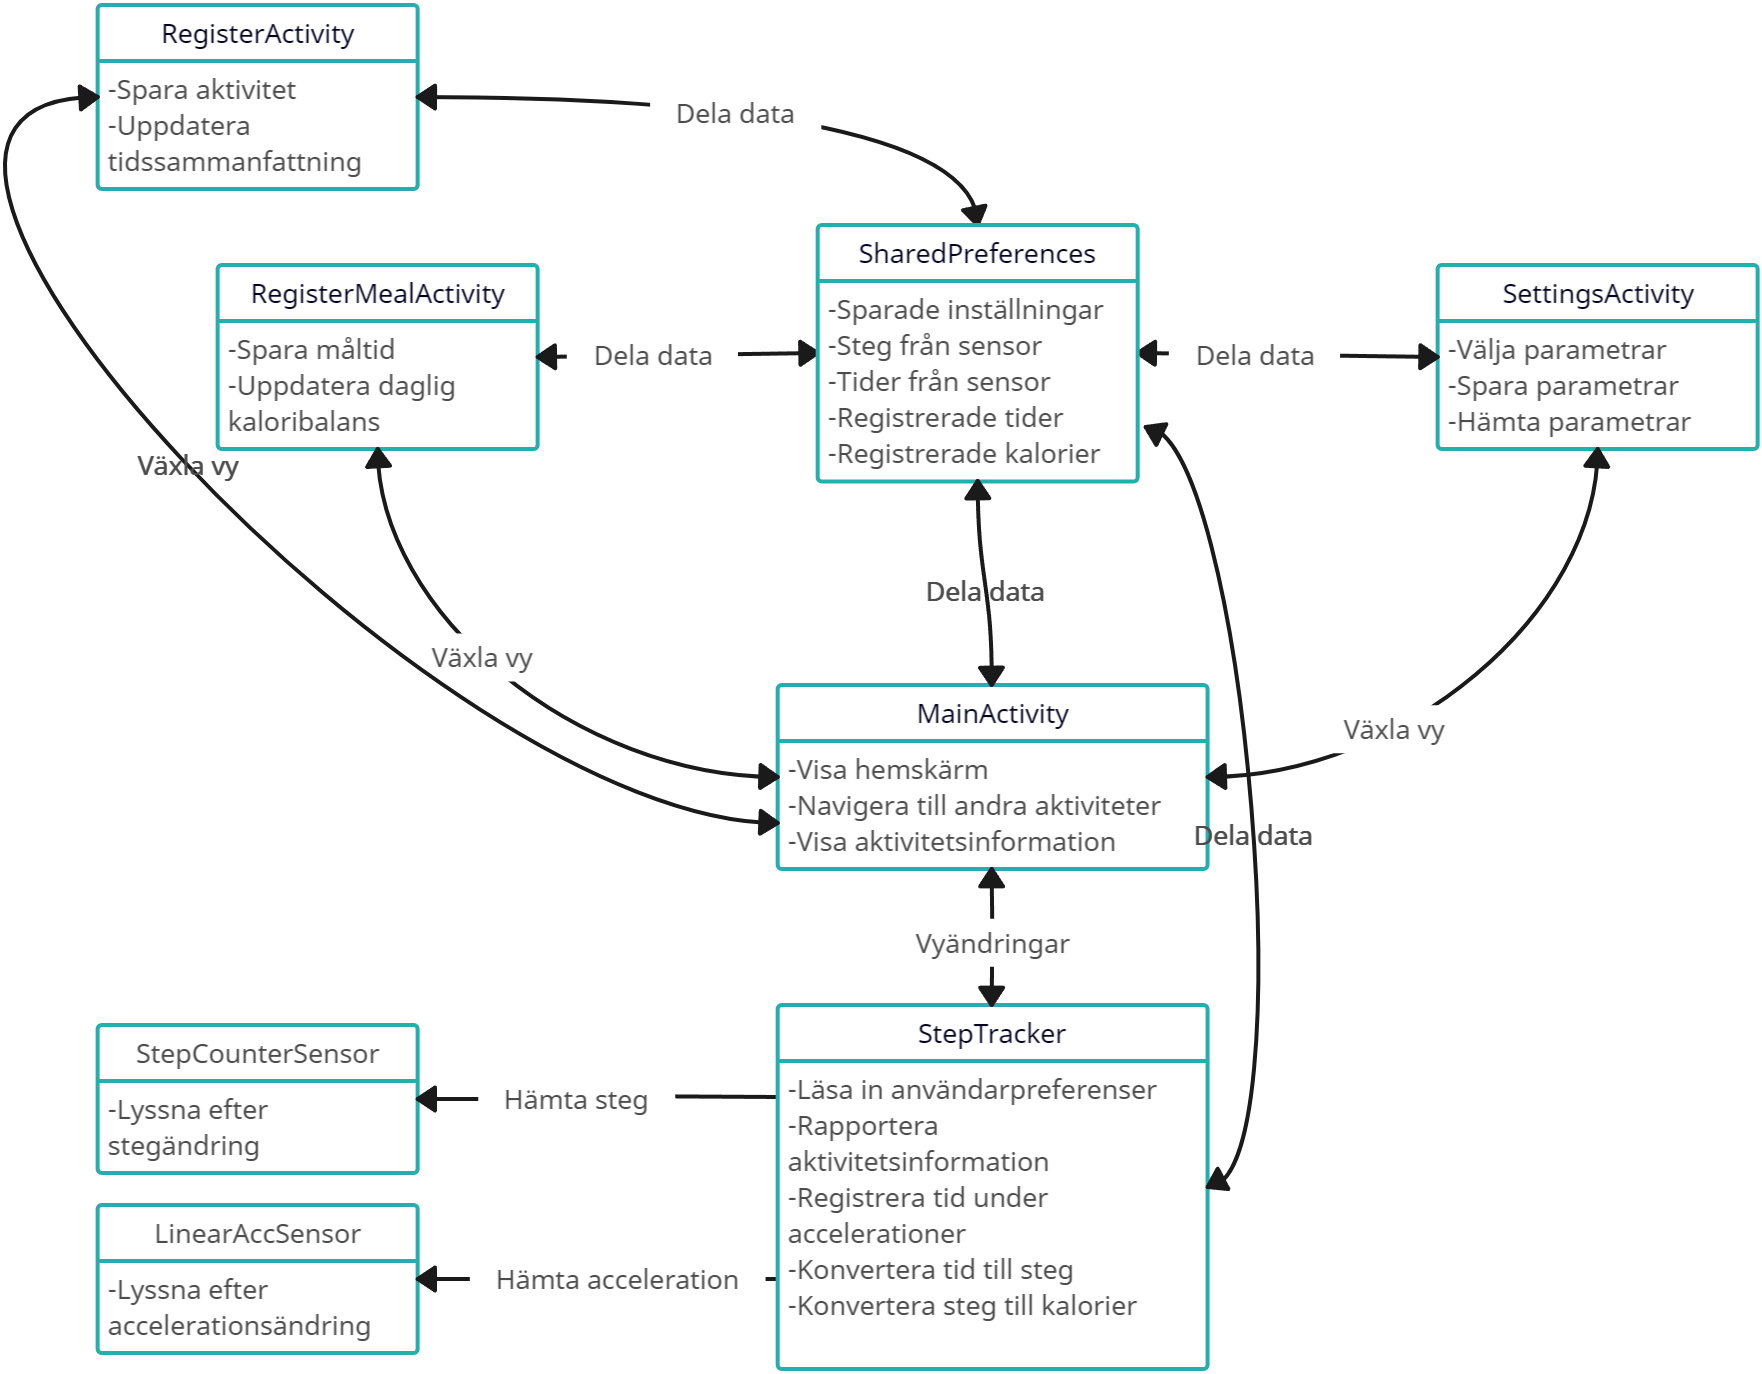 RegisterActivity
-Spara aktivitet
-Uppdatera
tidssammanfattning
Dela data
SharedPreferences
-Sparade inställningar
-Steg från sensor
-Tider från sensor
-Registrerade tider
-Registrerade kalorier
RegisterMealActivity
-Spara måltid
-Uppdatera daglig
kaloribalans
Dela data
Dela data
SettingsActivity
-Välja parametrar
-Spara parametrar
-Hämta parametrar
Växla vy
Dela data
Växla vy
Växla vy
MainActivity
-Visa hemskärm
-Navigera till andra aktiviteter
-Visa aktivitetsinformation
Dela data
Vyändringar
StepTracker
-Läsa in användarpreferenser
-Rapportera
aktivitetsinformation
-Registrera tid under
accelerationer
-Konvertera tid till steg
-Konvertera steg till kalorier
StepCounterSensor
-Lyssna efter
stegändring
Hämta steg
LinearAccSensor
-Lyssna efter
accelerationsändring
Hämta acceleration